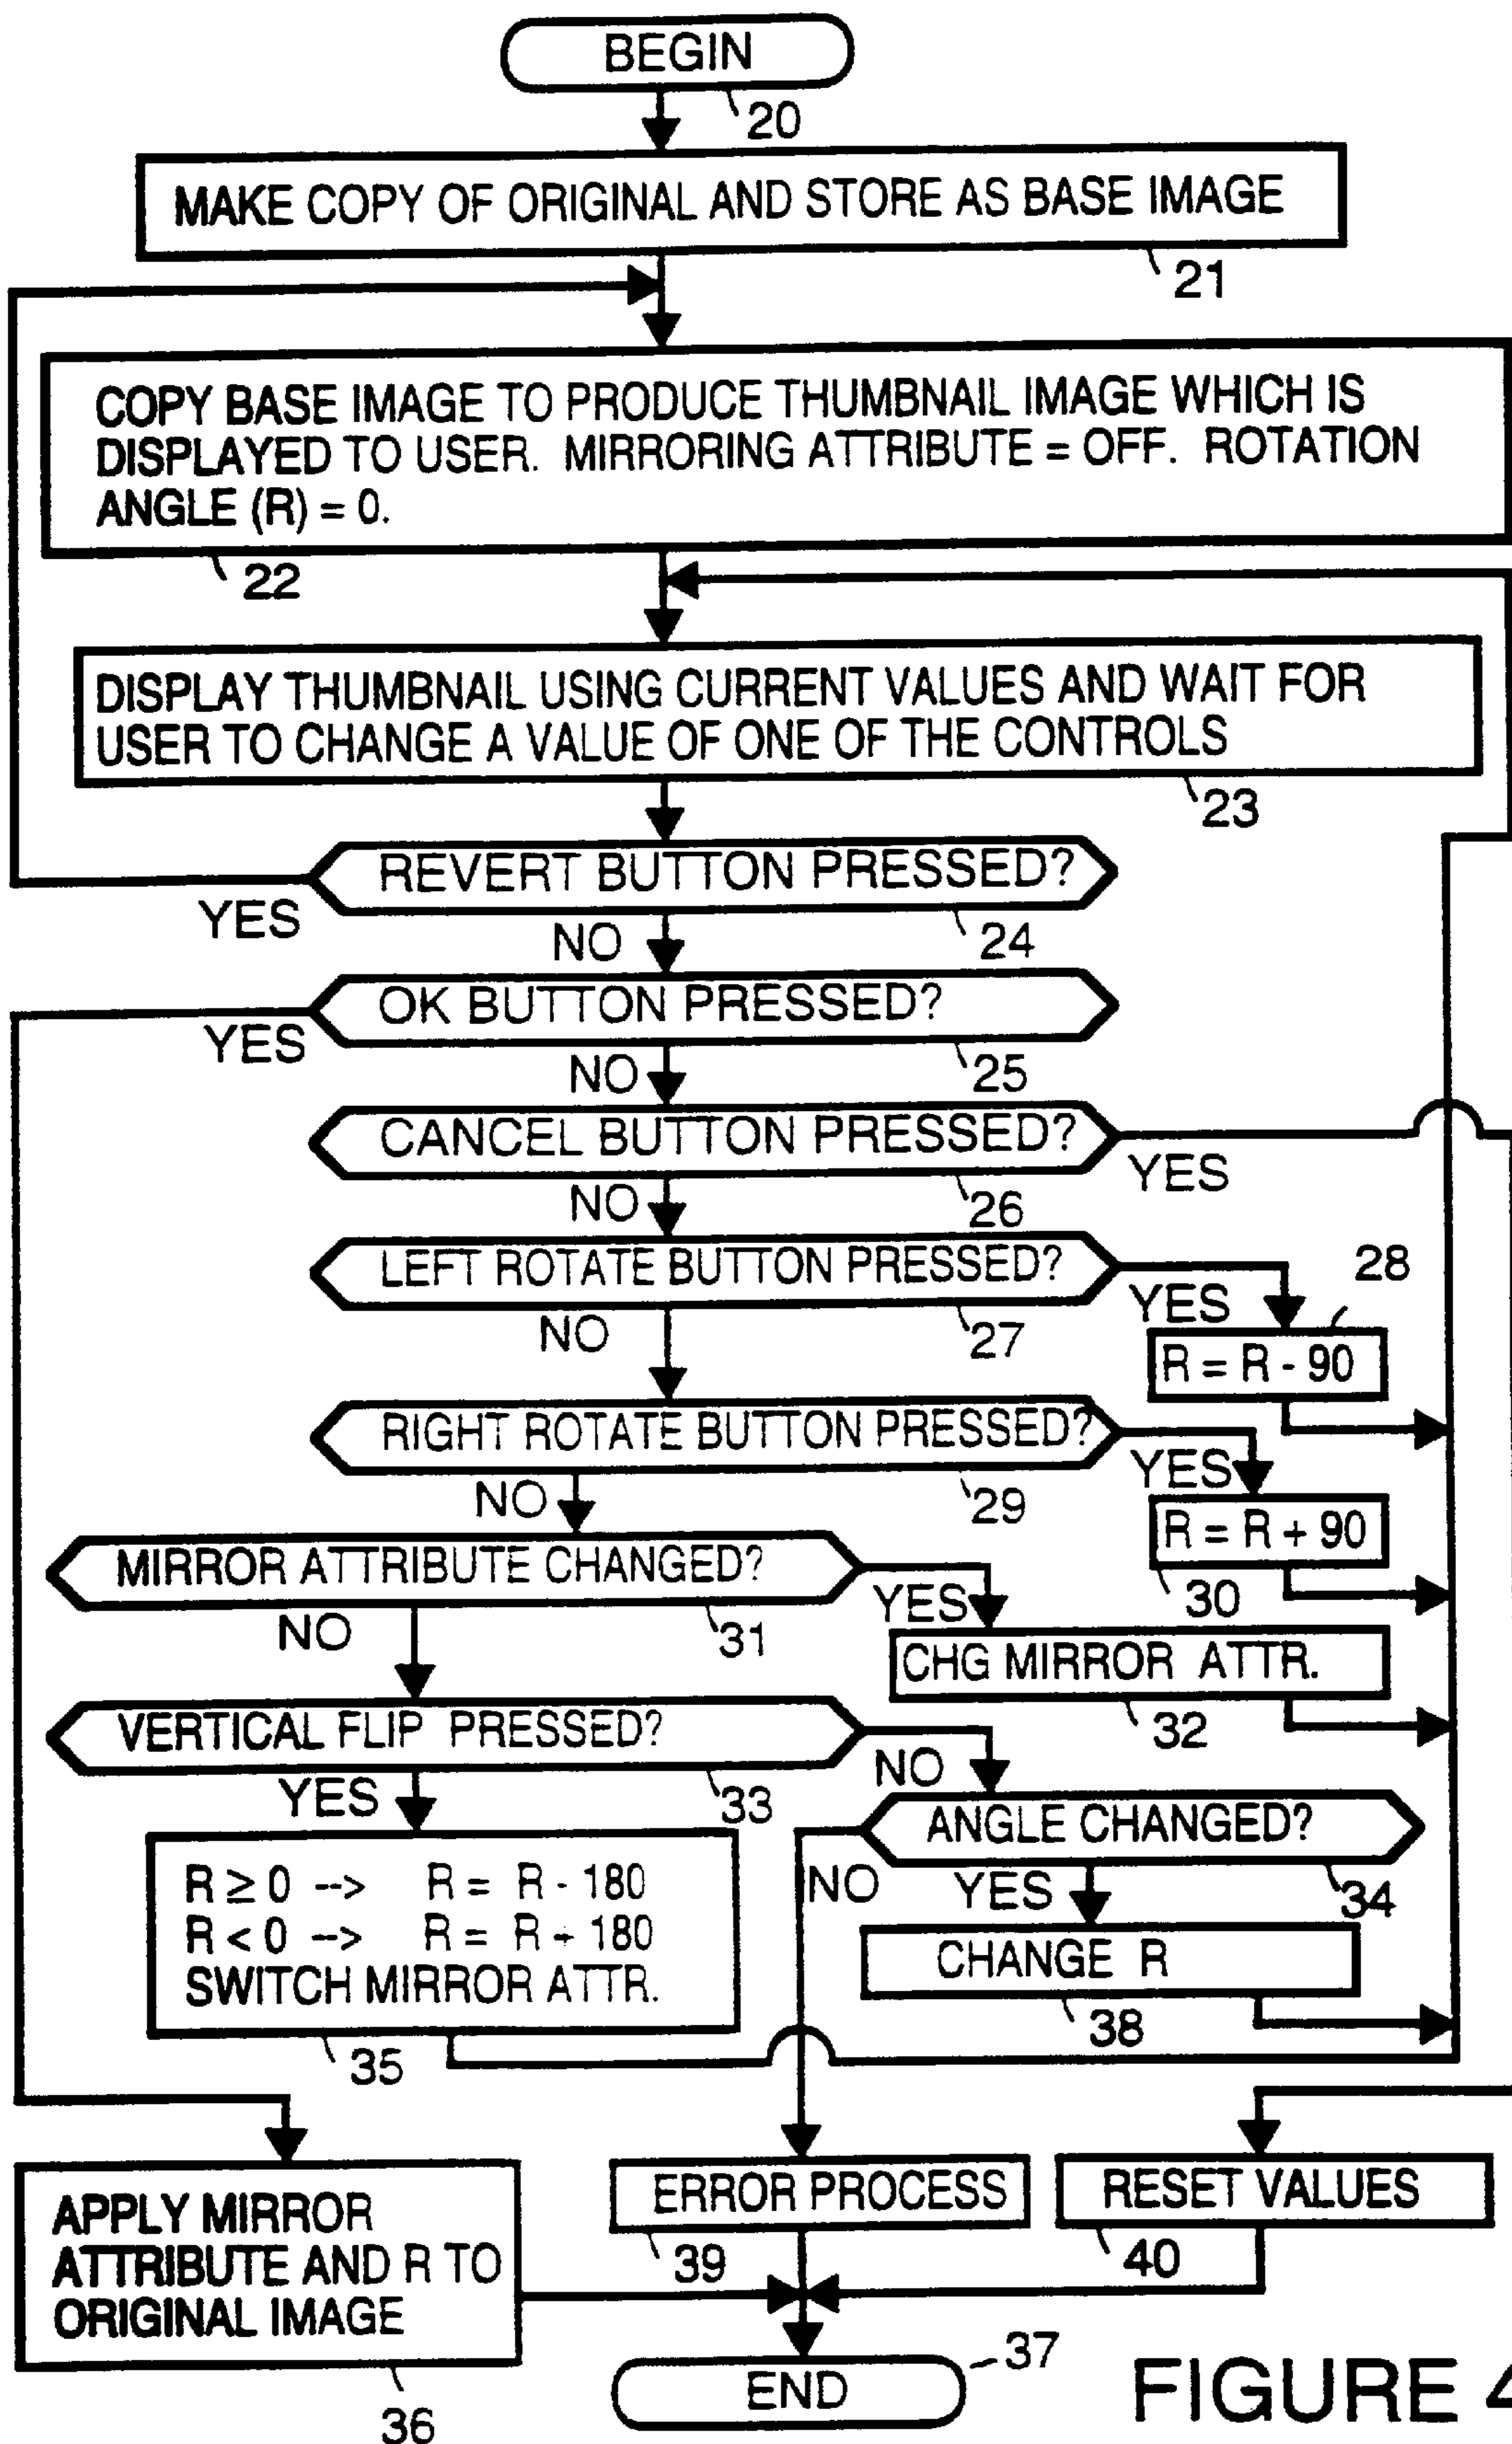 BEGIN
20
MAKE COPY OF ORIGINAL AND STORE AS BASE IMAGE
21
COPY BASE IMAGE TO PRODUCE THUMBNAIL IMAGE WHICH IS
DISPLAYED TO USER. MIRRORING ATTRIBUTE = OFF. ROTATION
ANGLE (R) = 0.
22
DISPLAY THUMBNAIL USING CURRENT VALUES AND WAIT FOR
USER TO CHANGE A VALUE OF ONE OF THE CONTROLS
23
REVERT BUTTON PRESSED?
YES
NO
24
OK BUTTON PRESSED?
YES
NO
25
CANCEL BUTTON PRESSED?
YES
NO
26
LEFT ROTATE BUTTON PRESSED?
28
YES
NO
27
R = R - 90
RIGHT ROTATE BUTTON PRESSED?
YES
NO
29
R = R + 90
30
MIRROR ATTRIBUTE CHANGED?
YES
NO
31
CHG MIRROR ATTR.
32
VERTICAL FLIP PRESSED?
NO
YES
33
ANGLE CHANGED?
NO
YES
34
R ≥ 0 --> R = R - 180
R < 0 --> R = R + 180
SWITCH MIRROR ATTR.
35
CHANGE R
38
APPLY MIRROR
ATTRIBUTE AND R TO
ORIGINAL IMAGE
36
ERROR PROCESS
39
RESET VALUES
40
END
37
FIGURE 4